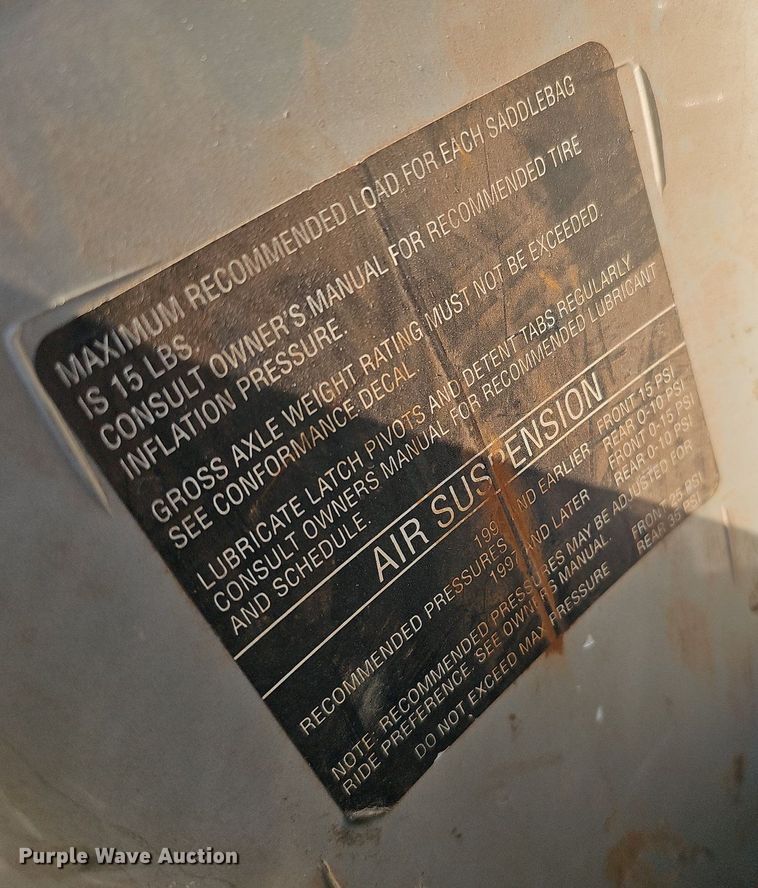 MAXIMUM RECOMMENDED LOAD FOR EACH SADDLEBAG
IS 15 LBS.
CONSULT OWNER'S MANUAL FOR RECOMMENDED TIRE
INFLATION PRESSURE.
GROSS AXLE WEIGHT RATING MUST NOT BE EXCEEDED.
SEE CONFORMANCE DECAL
LUBRICATE LATCH PIVOTS AND DETENT TABS REGULARLY
CONSULT OWNERS MANUAL FOR RECOMMENDED LUBRICANT
AND SCHEDULE.
AIR SUSPENSION
RECOMMENDED PRESSURES
AND EARLIER FRONT 15 PSI
REAR 0-10 PSI
1997 AND LATER FRONT 0-15 PSI
REAR 0-10 PSI
NOTE: RECOMMENDED PRESSURES MAY BE ADJUSTED FOR
RIDE PREFERENCE. SEE OWNERS MANUAL.
DO NOT EXCEED MAX PRESSURE FRONT 25 PSI
REAR 35 PSI
Purple Wave Auction